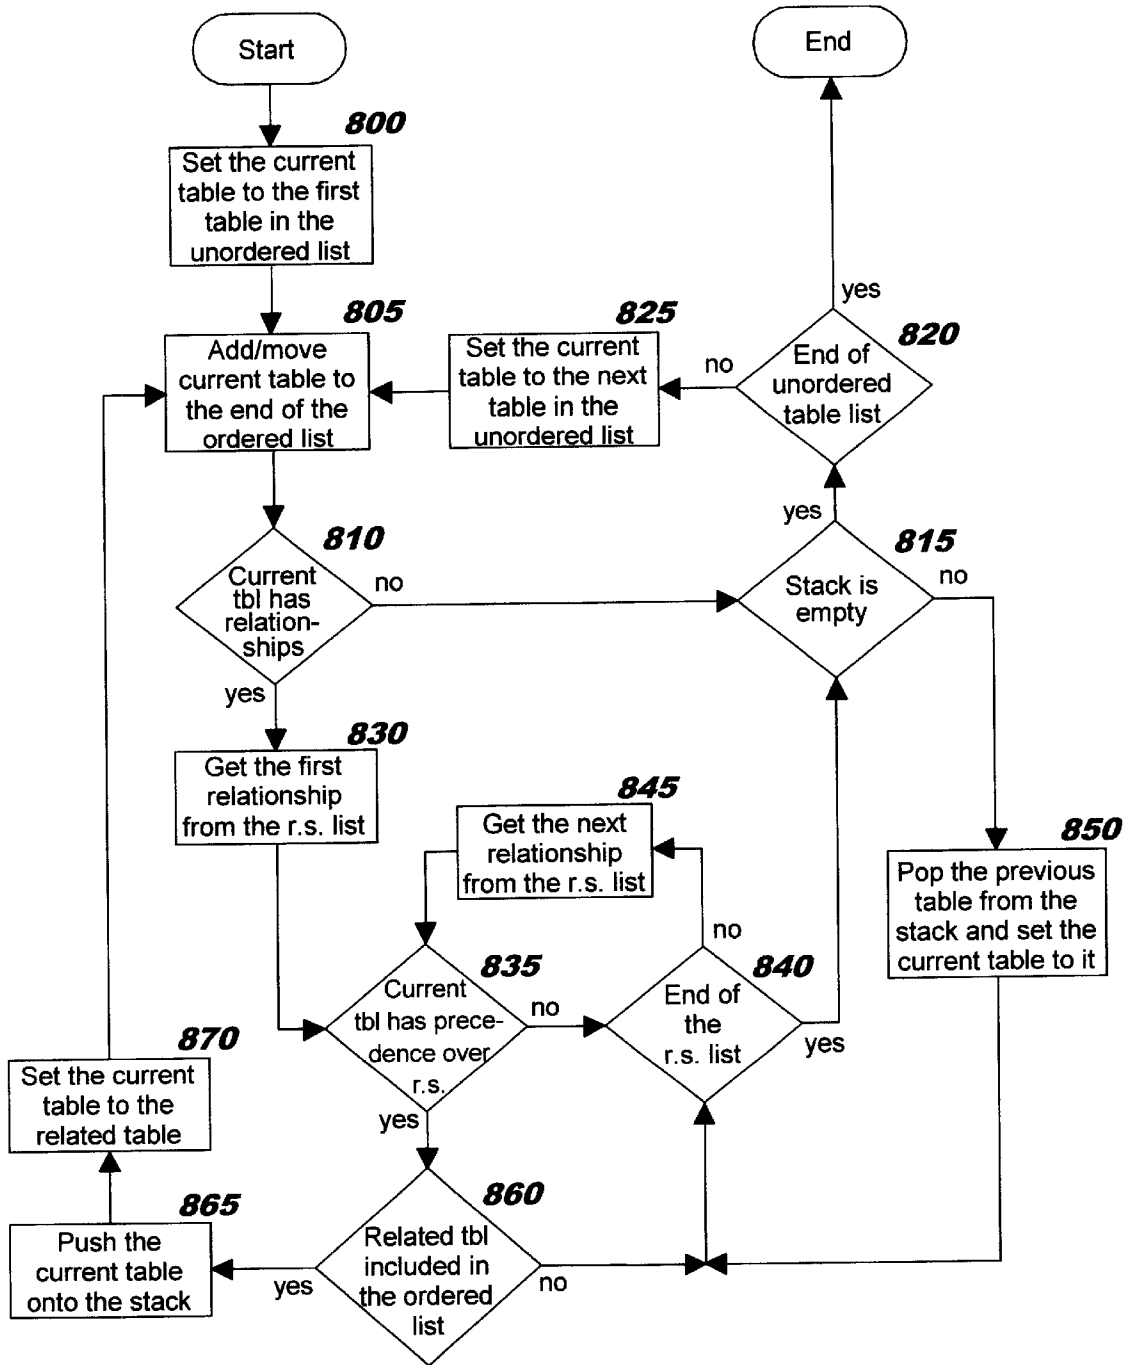 Start
End
800
Set the current
table to the first
table in the
unordered list
805
Add/move
current table to
the end of the
ordered list
825
Set the current
table to the next
table in the
unordered list
yes
820
End of
unordered
table list
no
810
Current
tbl has
relation-
ships
no
yes
yes
815
Stack is
empty
no
830
Get the first
relationship
from the r.s. list
845
Get the next
relationship
from the r.s. list
850
Pop the previous
table from the
stack and set the
current table to it
835
Current
tbl has prece-
dence over
r.s.
no
yes
no
840
End of
the
r.s. list
yes
870
Set the current
table to the
related table
865
Push the
current table
onto the stack
860
Related tbl
included in
the ordered
list
yes
no